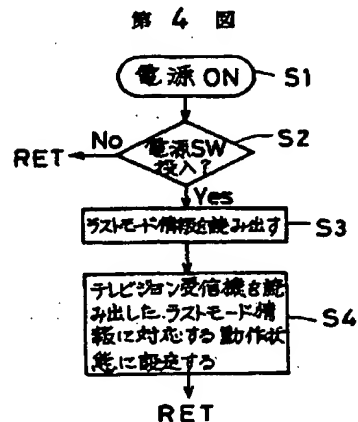 第 4 図
電源 ON
S1
No
電源SW
投入?
S2
RET
Yes
ラストモード情報を読み出す
S3
テレビジョン受信機を読
み出した、ラストモード情
報に対応する動作状
態に設定する
S4
RET